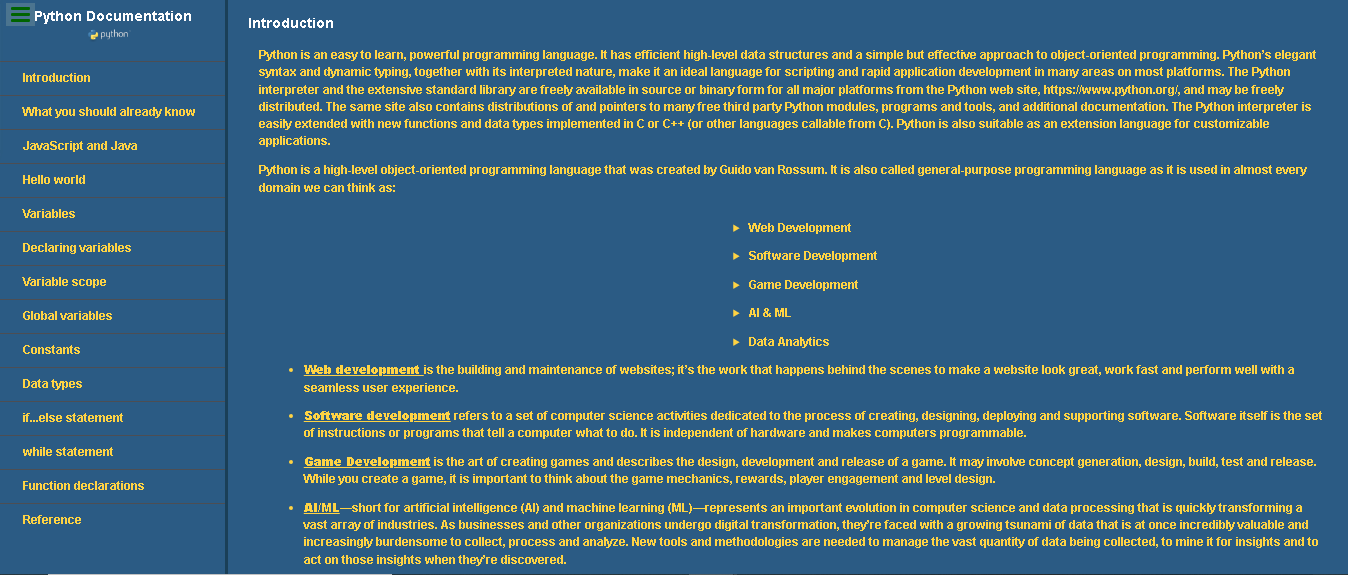 Python Documentation
python
Introduction
What you should already know
JavaScript and Java
Hello world
Variables
Declaring variables
Variable scope
Global variables
Constants
Data types
if...else statement
while statement
Function declarations
Reference
Introduction
Python is an easy to learn, powerful programming language. It has efficient high-level data structures and a simple but effective approach to object-oriented programming. Python's elegant
syntax and dynamic typing, together with its interpreted nature, make it an ideal language for scripting and rapid application development in many areas on most platforms. The Python
interpreter and the extensive standard library are freely available in source or binary form for all major platforms from the Python web site, https://www.python.org/, and may be freely
distributed. The same site also contains distributions of and pointers to many free third party Python modules, programs and tools, and additional documentation. The Python interpreter is
easily extended with new functions and data types implemented in C or C++ (or other languages callable from C). Python is also suitable as an extension language for customizable
applications.
Python is a high-level object-oriented programming language that was created by Guido van Rossum. It is also called general-purpose programming language as it is used in almost every
domain we can think as:
Web Development
Software Development
Game Development
AI & ML
Data Analytics
Web development is the building and maintenance of websites; it's the work that happens behind the scenes to make a website look great, work fast and perform well with a
seamless user experience.
Software development refers to a set of computer science activities dedicated to the process of creating, designing, deploying and supporting software. Software itself is the set
of instructions or programs that tell a computer what to do. It is independent of hardware and makes computers programmable.
Game Development is the art of creating games and describes the design, development and release of a game. It may involve concept generation, design, build, test and release.
While you create a game, it is important to think about the game mechanics, rewards, player engagement and level design.
AI/ML—short for artificial intelligence (AI) and machine learning (ML)—represents an important evolution in computer science and data processing that is quickly transforming a
vast array of industries. As businesses and other organizations undergo digital transformation, they're faced with a growing tsunami of data that is at once incredibly valuable and
increasingly burdensome to collect, process and analyze. New tools and methodologies are needed to manage the vast quantity of data being collected, to mine it for insights and to
act on those insights when they're discovered.